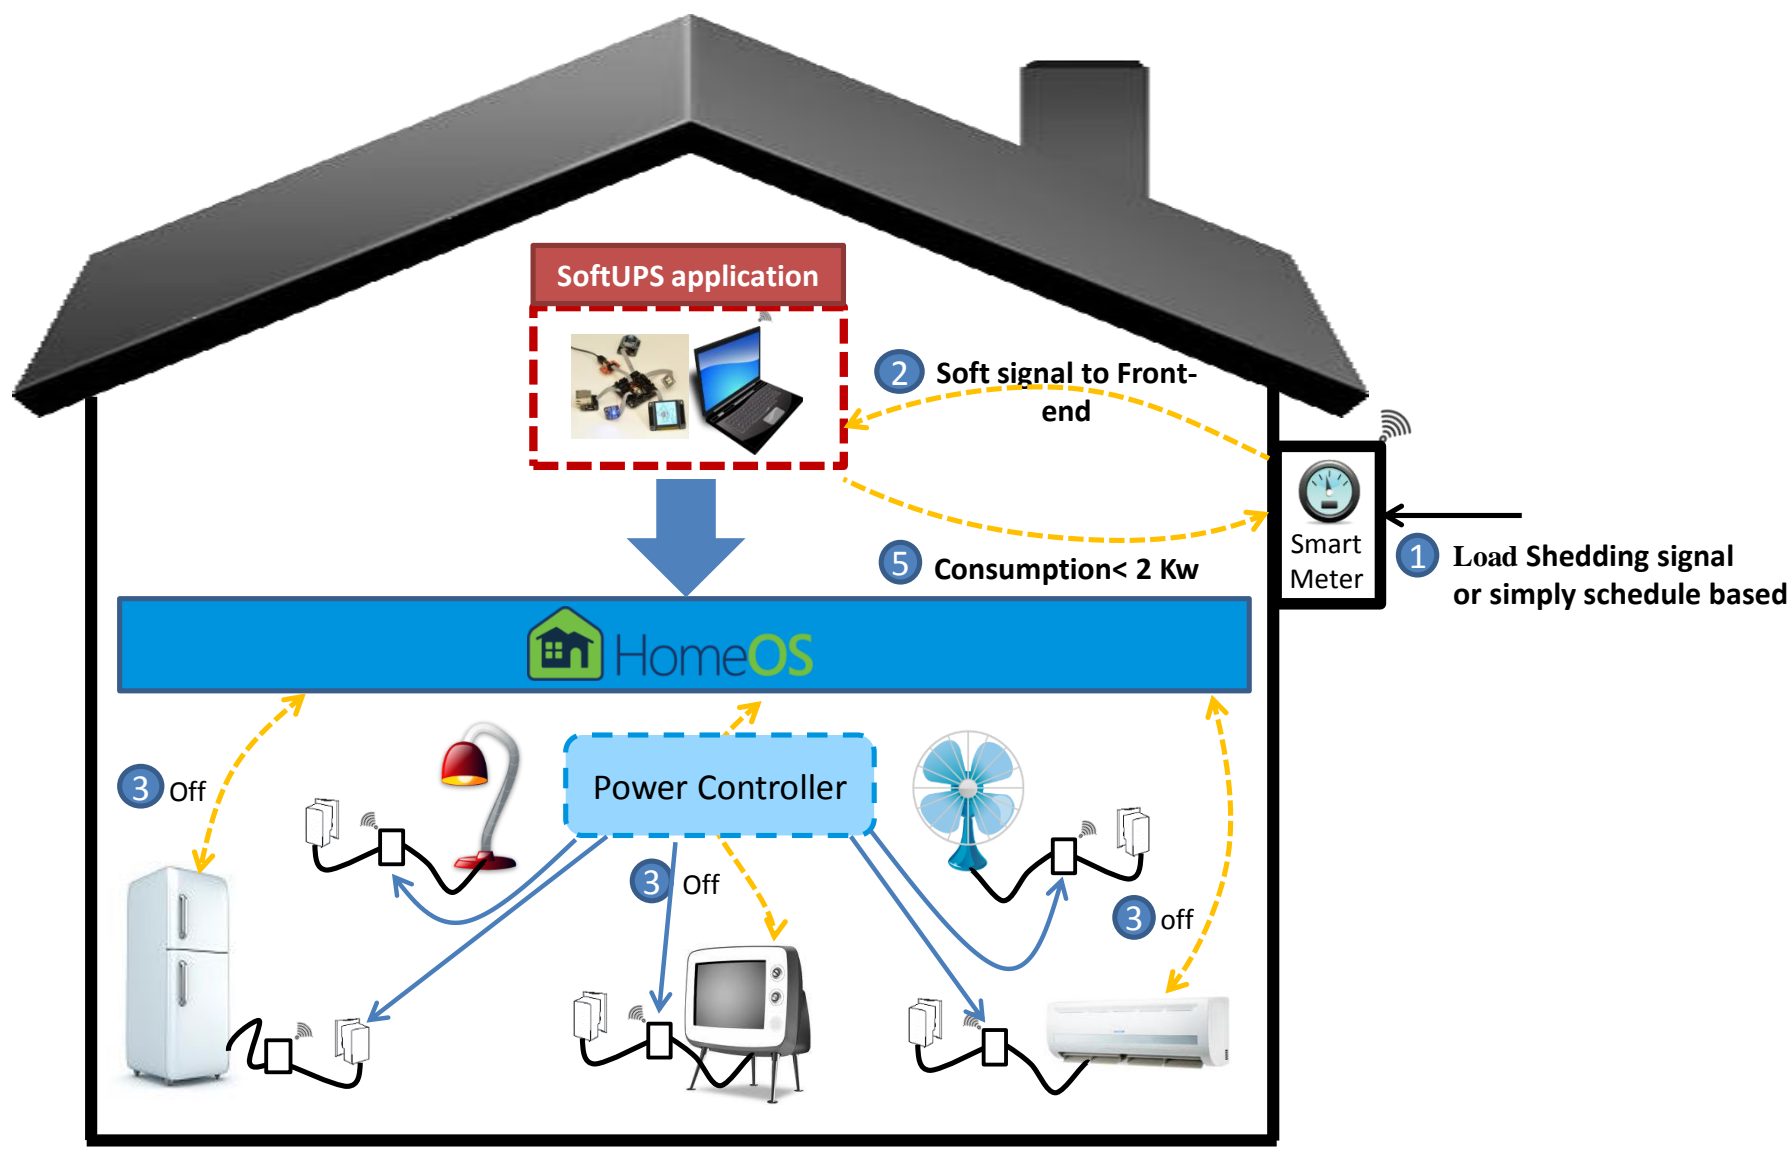 SoftUPS application
2 Soft signal to Front-
end
Smart
Meter
1 Load Shedding signal
or simply schedule based
5 Consumption< 2 Kw
HomeOS
3 Off
Power Controller
3 Off
3 off